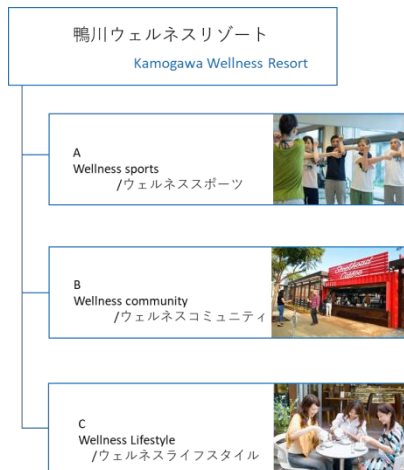 鴨川ウェルネスリゾート
Kamogawa Wellness Resort
A
Wellness sports
/ウェルネススポーツ
B
Wellness community
/ウェルネスコミュニティ
C
Wellness Lifestyle
/ウェルネスライフスタイル